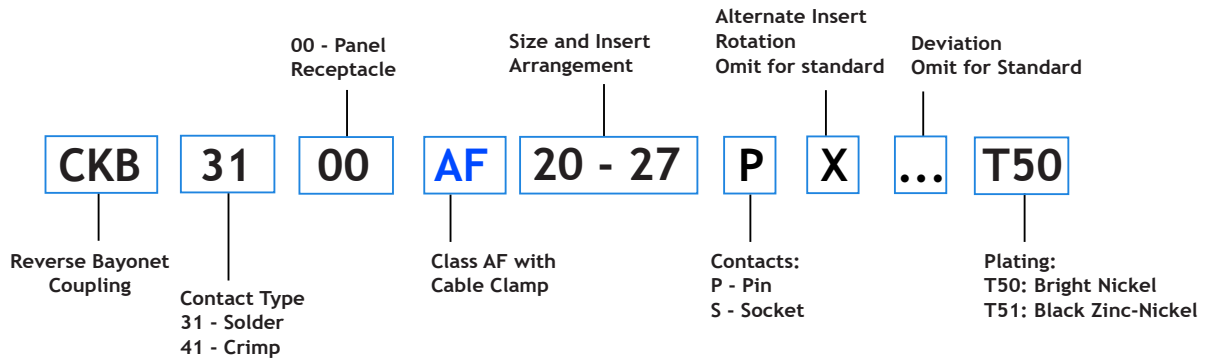 00 - Panel
Receptacle
Size and Insert
Arrangement
Alternate Insert
Rotation
Omit for standard
Deviation
Omit for Standard
CKB 31 00 AF 20 - 27 P X ... T50
Reverse Bayonet
Coupling
Contact Type
31 - Solder
41 - Crimp
Class AF with
Cable Clamp
Contacts:
P - Pin
S - Socket
Plating:
T50: Bright Nickel
T51: Black Zinc-Nickel